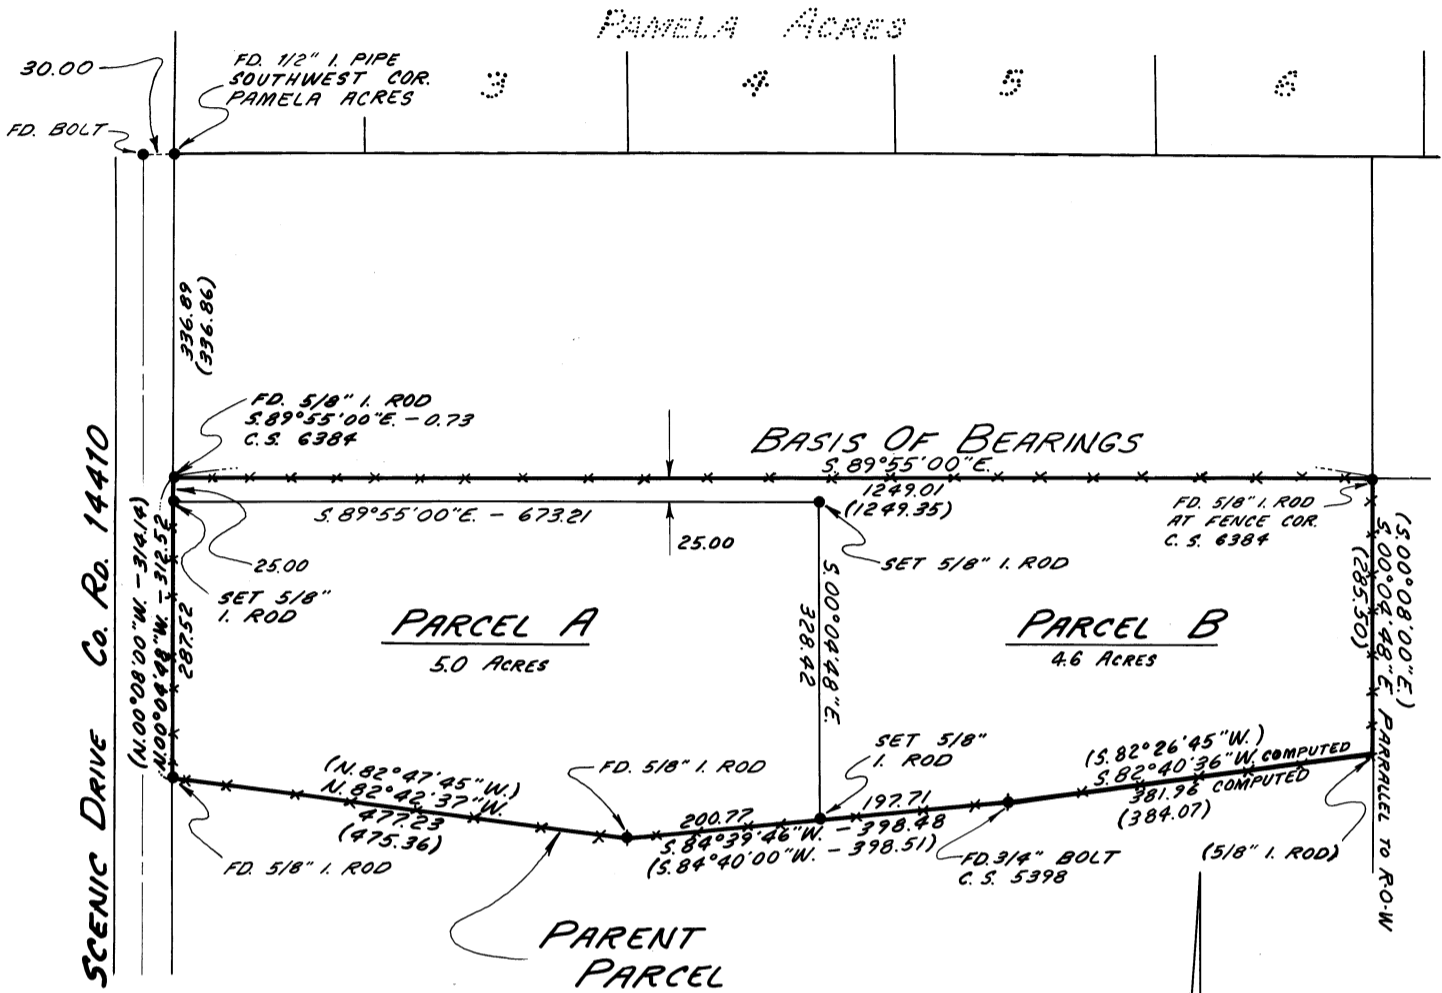 PAMELA ACRES
30.00
FD. 1/2" I. PIPE
SOUTHWEST COR.
PAMELA ACRES
3
4
5
6
FD. BOLT
336.89
(336.86)
FD. 5/8" I. ROD
S.89°55'00"E. - 0.73
C.S. 6384
BASIS OF BEARINGS
S.89°55'00"E.
1249.01
(1249.35)
FD. 5/8" I. ROD
AT FENCE COR.
C.S. 6384
S.89°55'00"E. - 673.21
25.00
25.00
SET 5/8" I. ROD
SET 5/8"
I. ROD
SCENIC DRIVE Co. RD. 14410
(N.00°08'00"W. - 314.14)
N.00°04'48"W. - 312.52
287.52
PARCEL A
5.0 ACRES
S.00°04'48"E.
328.42
PARCEL B
4.6 ACRES
(S.00°08'00"E.)
S.00°04'48"E. PARRALLEL TO R-O-W
(285.50)
(N.82°47'45"W.)
N.82°42'37"W.
477.23
(475.36)
FD. 5/8" I. ROD
SET 5/8"
I. ROD
(S.82°26'45"W.)
S.82°40'36"W. COMPUTED
381.96 COMPUTED
(384.07)
200.77
197.71
S.84°39'46"W. - 398.48
(S.84°40'00"W. - 398.51)
FD. 5/8" I. ROD
FD. 3/4" BOLT
C.S. 5398
(5/8" I. ROD)
PARENT
PARCEL